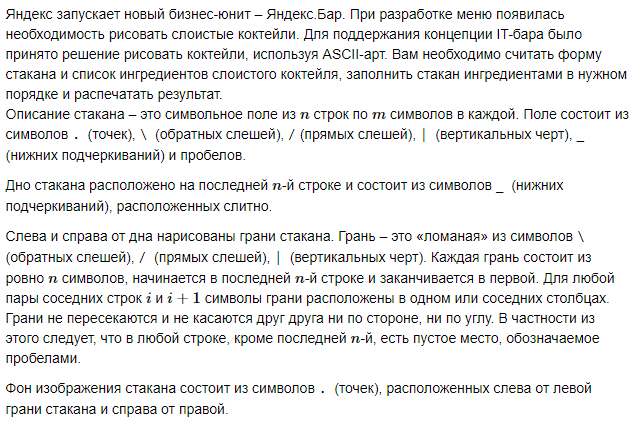 Яндекс запускает новый бизнес-юнит – Яндекс.Бар. При разработке меню появилась
необходимость рисовать слоистые коктейли. Для поддержания концепции IT-бара было
принято решение рисовать коктейли, используя ASCII-арт. Вам необходимо считать форму
стакана и список ингредиентов слоистого коктейля, заполнить стакан ингредиентами в нужном
порядке и распечатать результат.
Описание стакана – это символьное поле из n строк по m символов в каждой. Поле состоит из
символов . (точек), \ (обратных слешей), / (прямых слешей), | (вертикальных черт), _
(нижних подчеркиваний) и пробелов.
Дно стакана расположено на последней n-й строке и состоит из символов _ (нижних
подчеркиваний), расположенных слитно.
Слева и справа от дна нарисованы грани стакана. Грань – это «ломаная» из символов \
(обратных слешей), / (прямых слешей), | (вертикальных черт). Каждая грань состоит из
ровно n символов, начинается в последней n-й строке и заканчивается в первой. Для любой
пары соседних строк i и i + 1 символы грани расположены в одном или соседних столбцах.
Грани не пересекаются и не касаются друг друга ни по стороне, ни по углу. В частности из
этого следует, что в любой строке, кроме последней n-й, есть пустое место, обозначаемое
пробелами.
Фон изображения стакана состоит из символов . (точек), расположенных слева от левой
грани стакана и справа от правой.